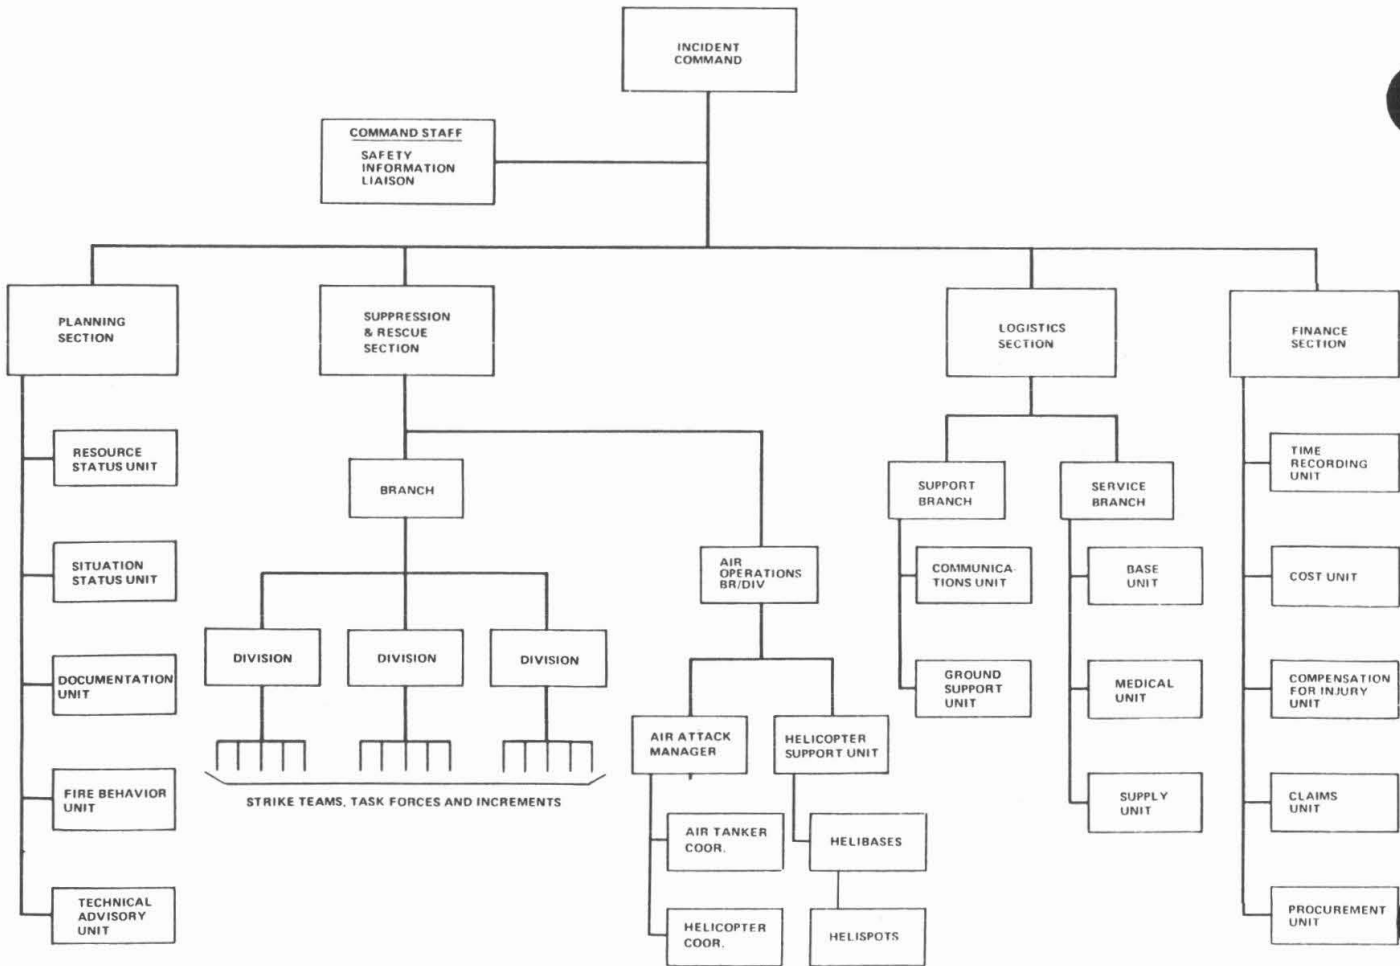 INCIDENT
COMMAND
COMMAND STAFF
SAFETY
INFORMATION
LIAISON
PLANNING
SECTION
SUPPRESSION
& RESCUE
SECTION
LOGISTICS
SECTION
FINANCE
SECTION
RESOURCE
STATUS UNIT
SITUATION
STATUS UNIT
DOCUMENTATION
UNIT
FIRE BEHAVIOR
UNIT
TECHNICAL
ADVISORY
UNIT
BRANCH
DIVISION
DIVISION
DIVISION
STRIKE TEAMS, TASK FORCES AND INCREMENTS
AIR
OPERATIONS
BR/DIV
AIR ATTACK
MANAGER
HELICOPTER
SUPPORT UNIT
AIR TANKER
COOR.
HELICOPTER
COOR.
HELIBASES
HELISPOTS
SUPPORT
BRANCH
SERVICE
BRANCH
COMMUNICA-
TIONS UNIT
GROUND
SUPPORT
UNIT
BASE
UNIT
MEDICAL
UNIT
SUPPLY
UNIT
TIME
RECORDING
UNIT
COST UNIT
COMPENSATION
FOR INJURY
UNIT
CLAIMS
UNIT
PROCUREMENT
UNIT